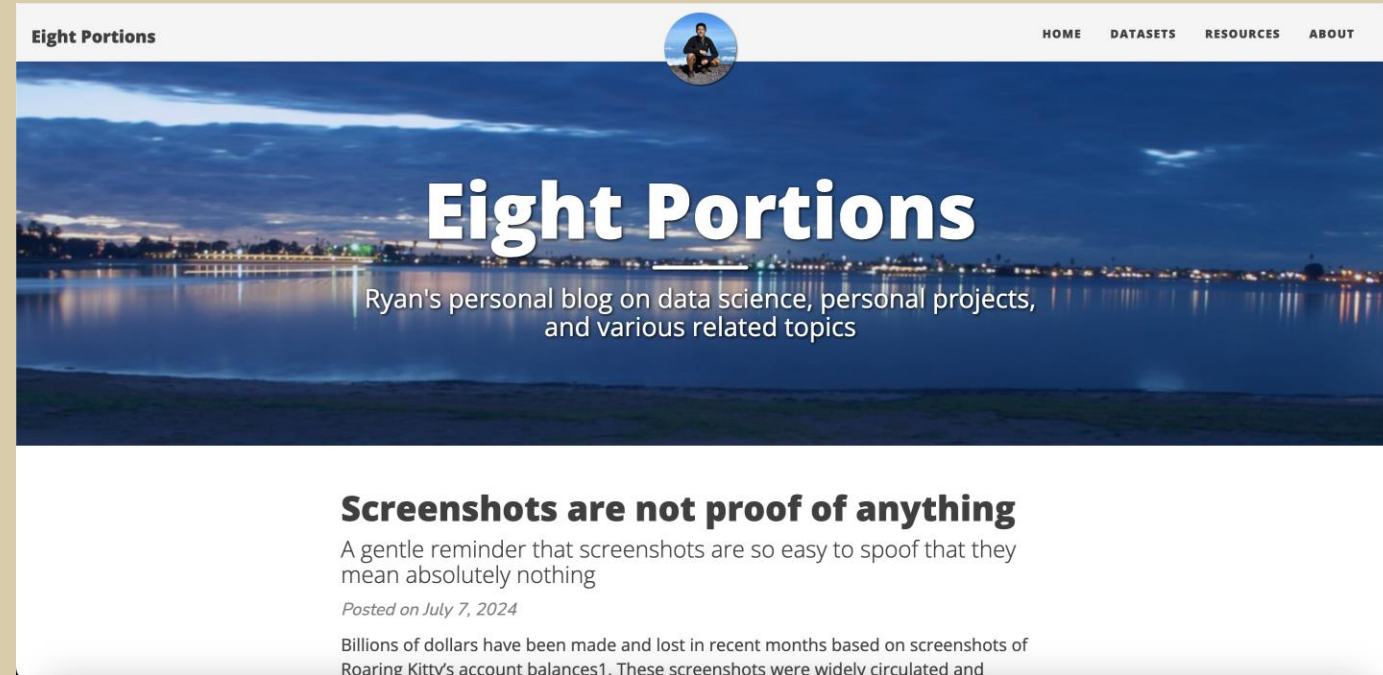 Eight Portions
HOME DATASETS RESOURCES ABOUT
Eight Portions
Ryan's personal blog on data science, personal projects,
and various related topics
Screenshots are not proof of anything
A gentle reminder that screenshots are so easy to spoof that they
mean absolutely nothing
Posted on July 7, 2024
Billions of dollars have been made and lost in recent months based on screenshots of
Roaring Kitty's account balances1. These screenshots were widely circulated and